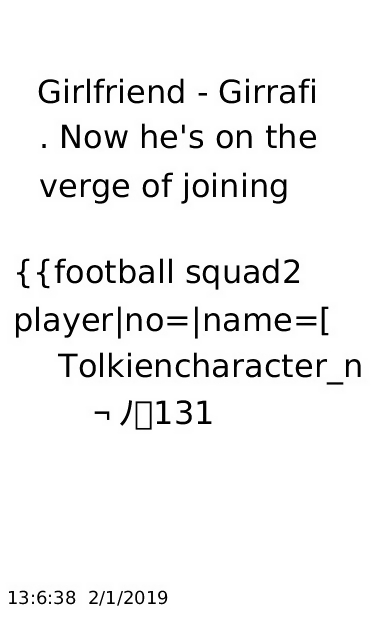 Girlfriend - Girrafi
. Now he's on the
verge of joining
{{football squad2
player|no=|name=[
Tolkiencharacter_n
¬ ﾉ131
13:6:38 2/1/2019